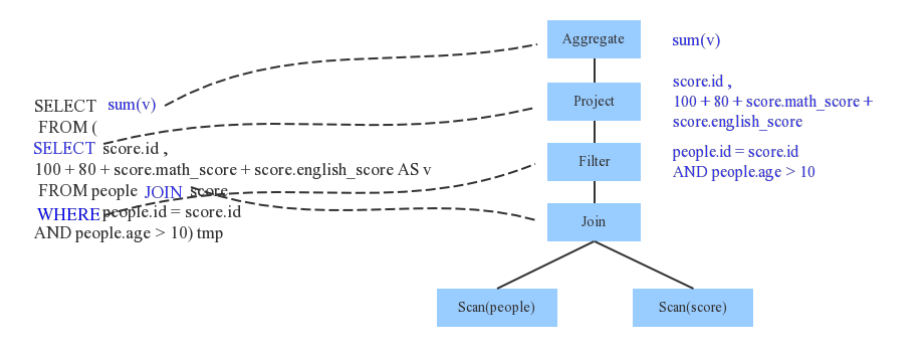 SELECT sum(v)
FROM (
SELECT score.id ,
100 + 80 + score.math_score + score.english_score AS v
FROM people JOIN score
WHERE people.id = score.id
AND people.age > 10) tmp
Aggregate
sum(v)
Project
score.id ,
100 + 80 + score.math_score +
score.english_score
Filter
people.id = score.id
AND people.age > 10
Join
Scan(people)
Scan(score)